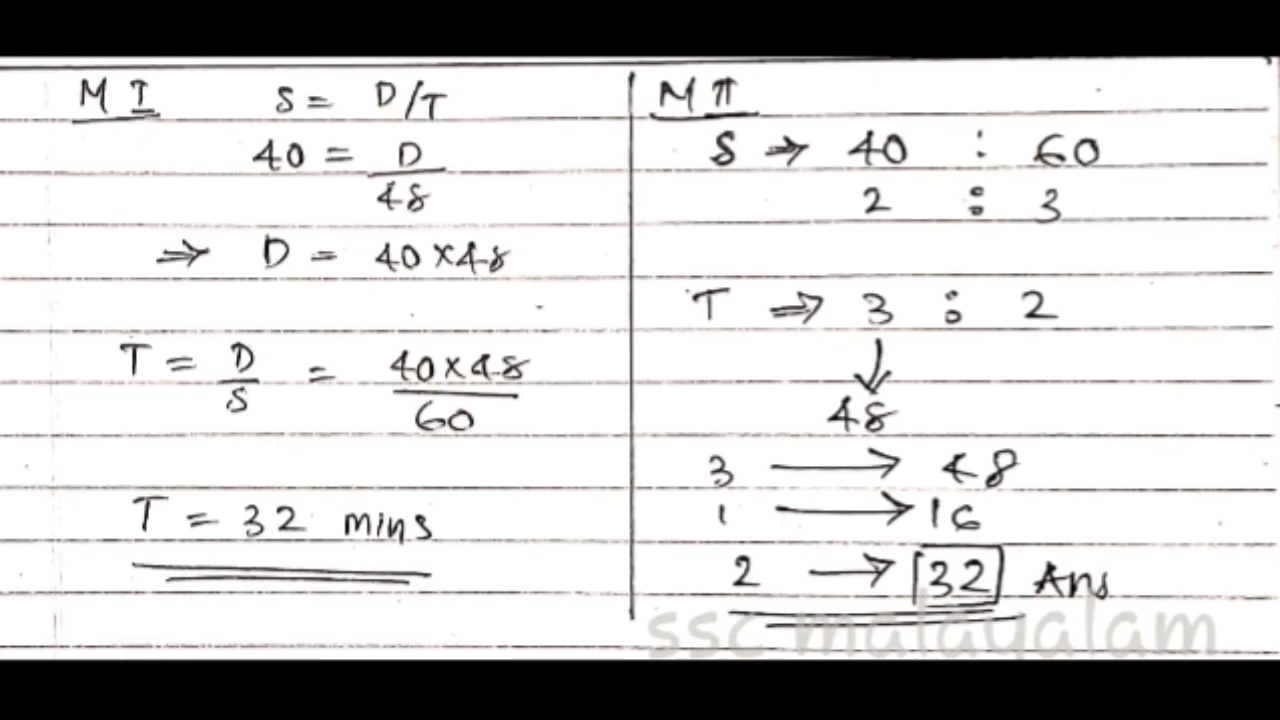 M I
S = D/T
40 = D/48
⇒ D = 40×48
T = D/S = 40×48/60
T = 32 mins
M II
S ⇒ 40 : 60
2 : 3
T ⇒ 3 : 2
↓
48
3 → 48
1 → 16
2 → 32 Ans
ssc malayalam